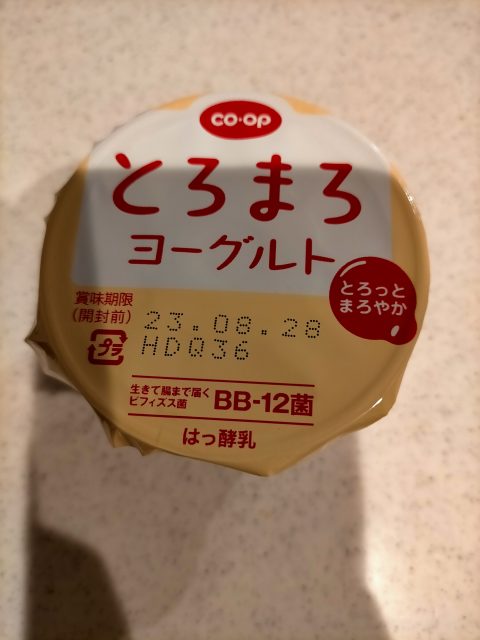 co·op
とろまろ
ヨーグルト
とろっと
まろやか
賞味期限
(開封前)
23.08.28
HDQ36
プラ
生きて腸まで届く
ビフィズス菌
BB-12菌
はっ酵乳